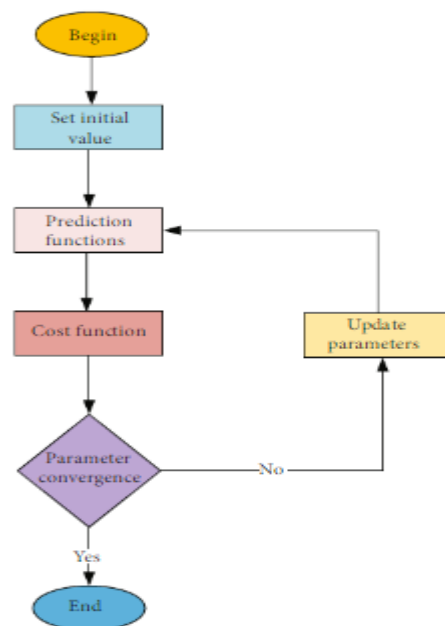 Begin
Set initial
value
Prediction
functions
Cost function
Update
parameters
Parameter
convergence
No
Yes
End